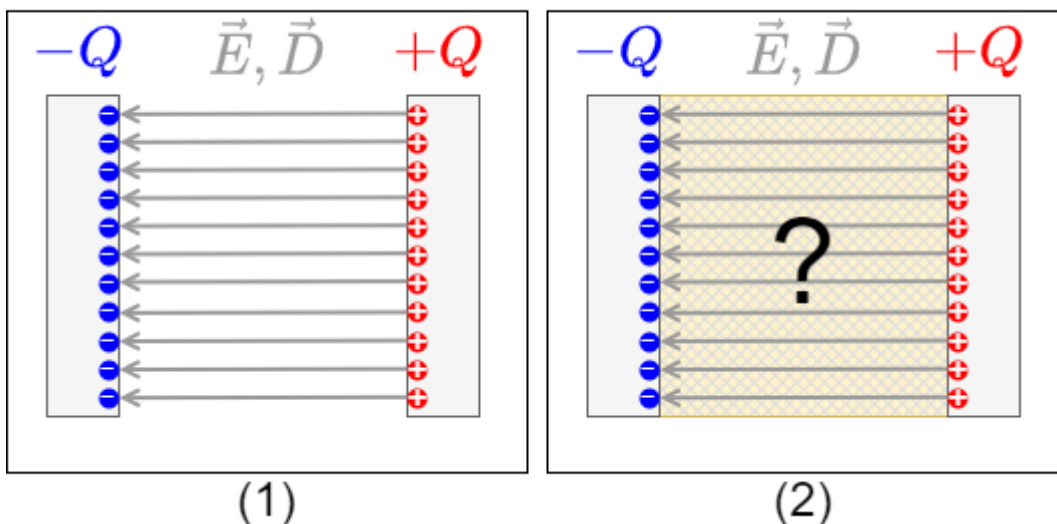 −Q E⃗, D⃗ +Q
−Q E⃗, D⃗ +Q
?
(1)
(2)